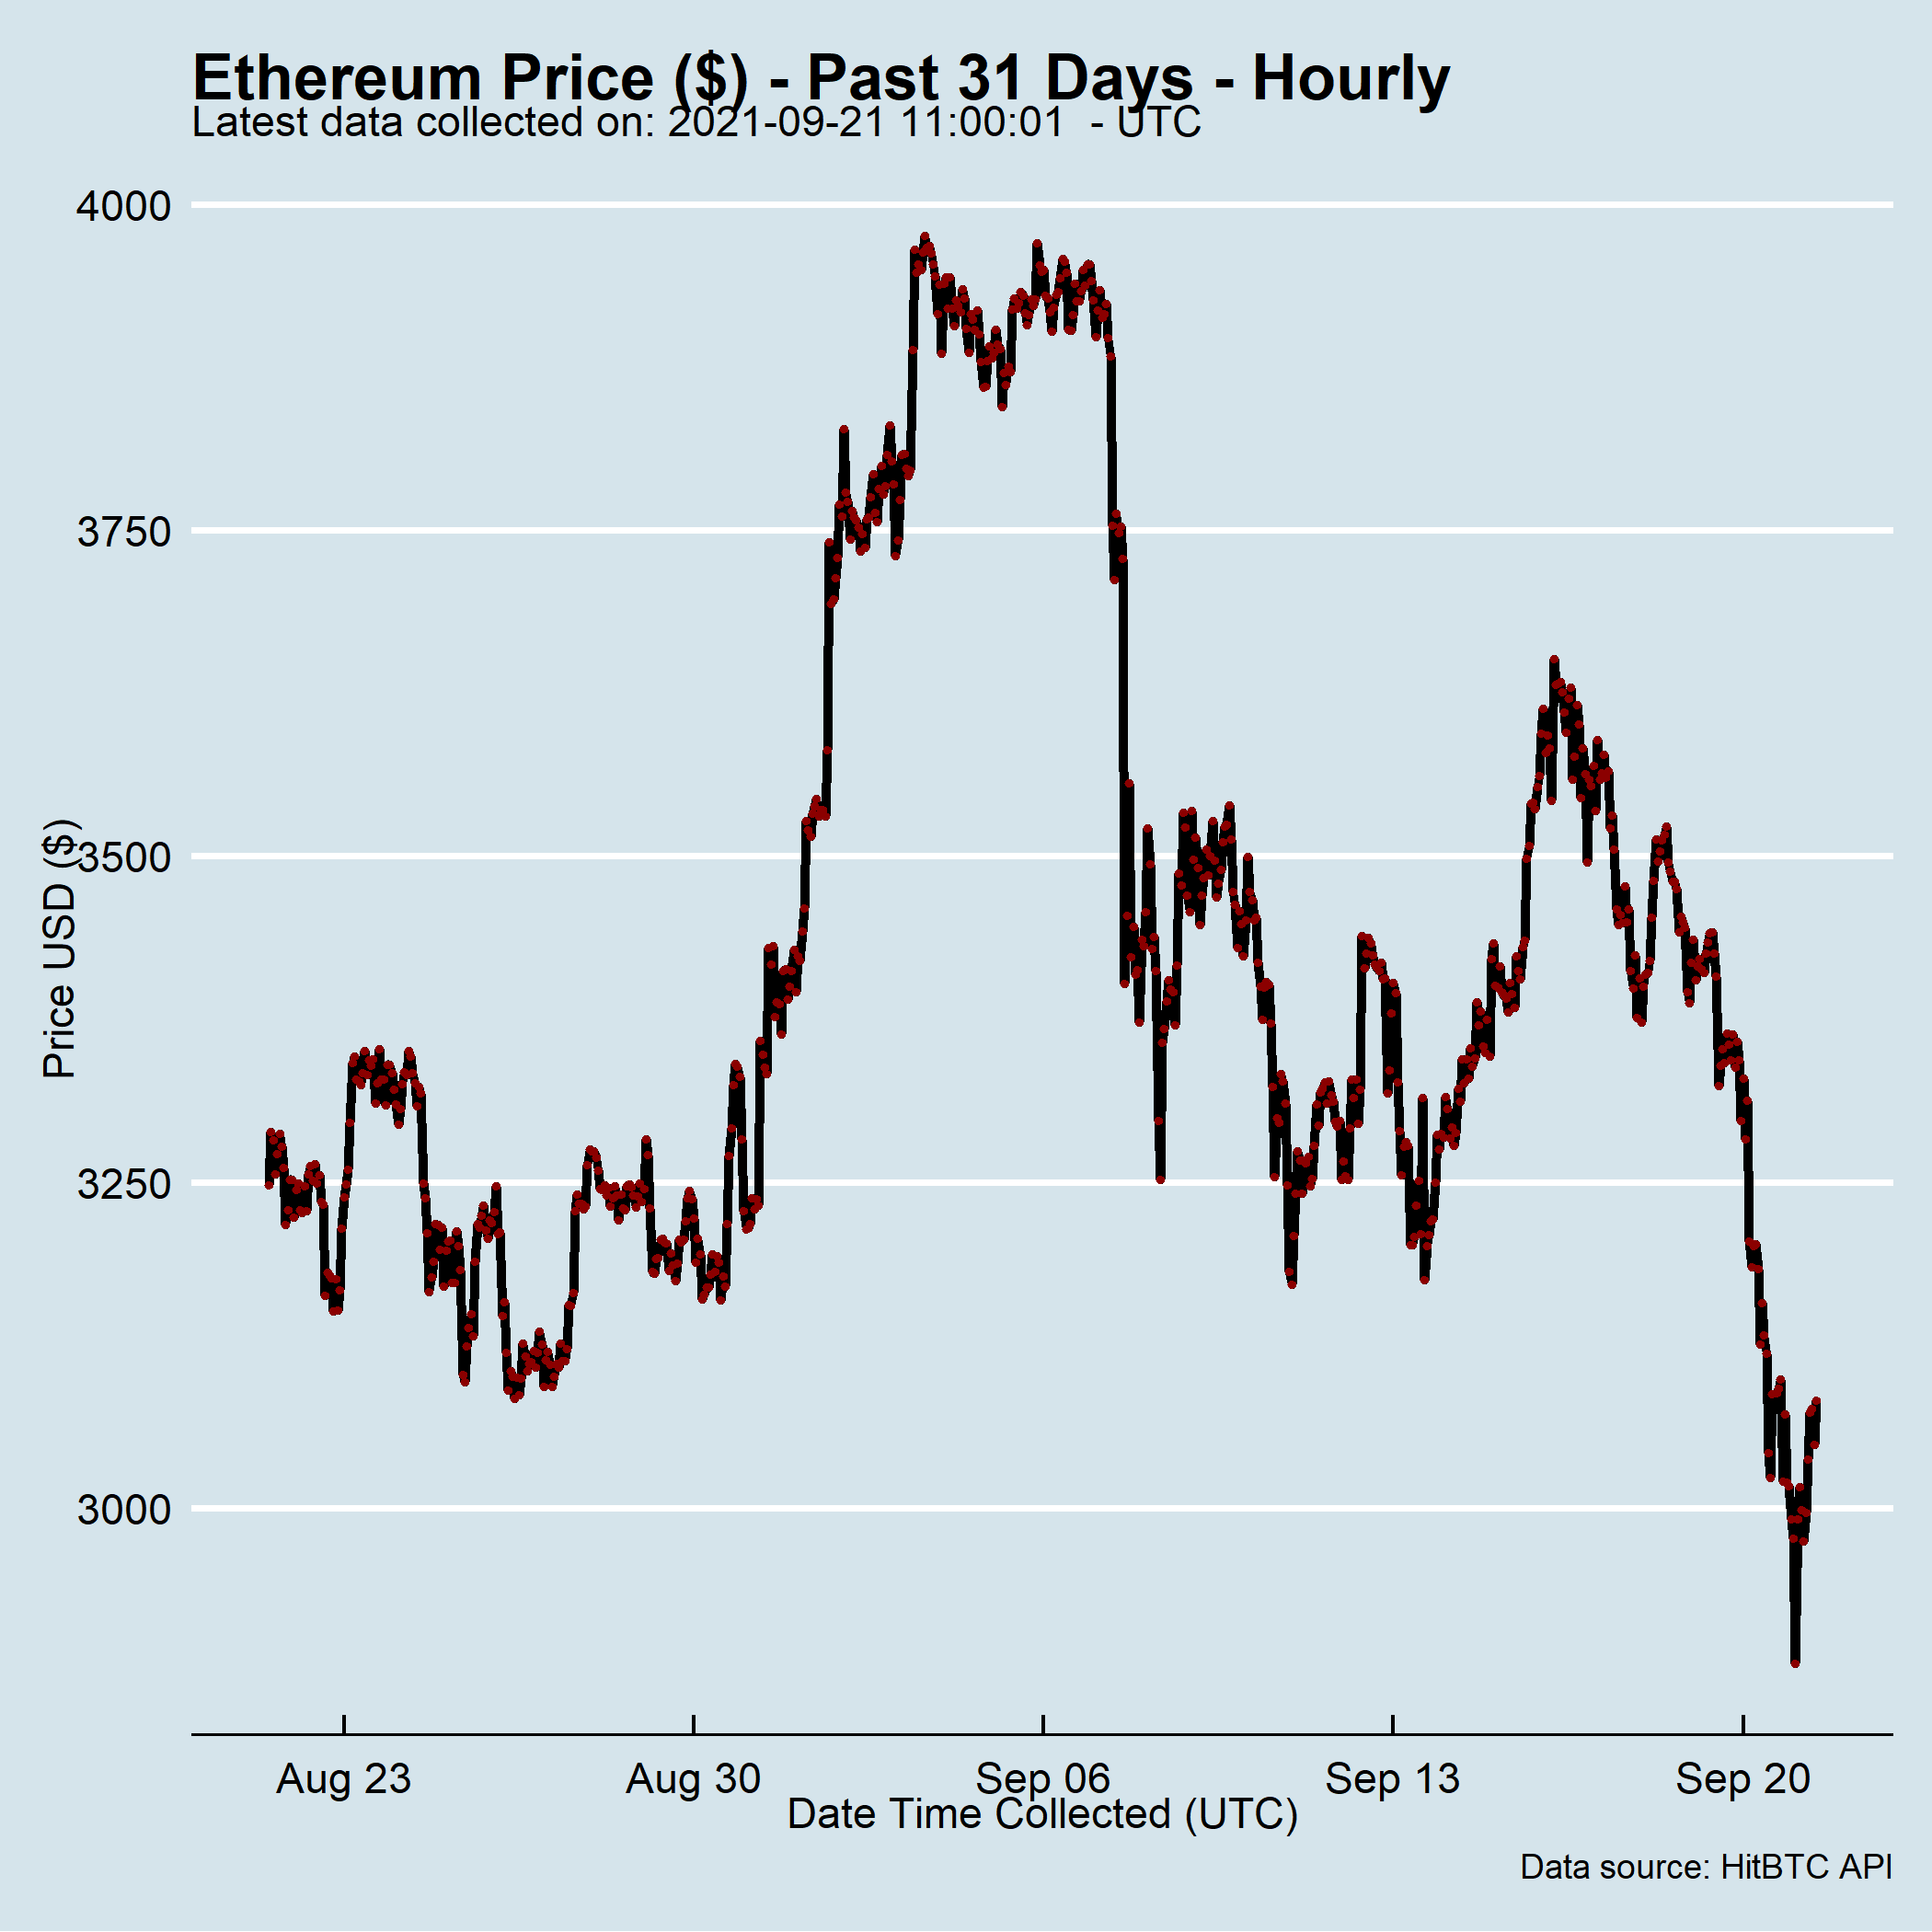 Ethereum Price ($) - Past 31 Days - Hourly
Latest data collected on: 2021-09-21 11:00:01  - UTC
4000
3750
3500
3250
3000
Price USD ($)
Aug 23 Aug 30 Sep 06 Sep 13 Sep 20
Date Time Collected (UTC)
Data source: HitBTC API